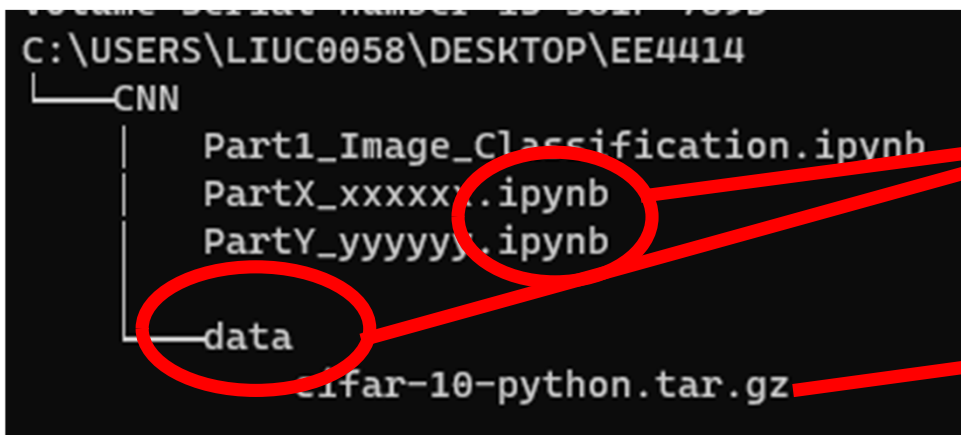 C:\USERS\LIUC0058\DESKTOP\EE4414
└───CNN
    │   Part1_Image_Classification.ipynb
    │   PartX_xxxxxx.ipynb
    │   PartY_yyyyyy.ipynb
    │
    └───data
            cifar-10-python.tar.gz